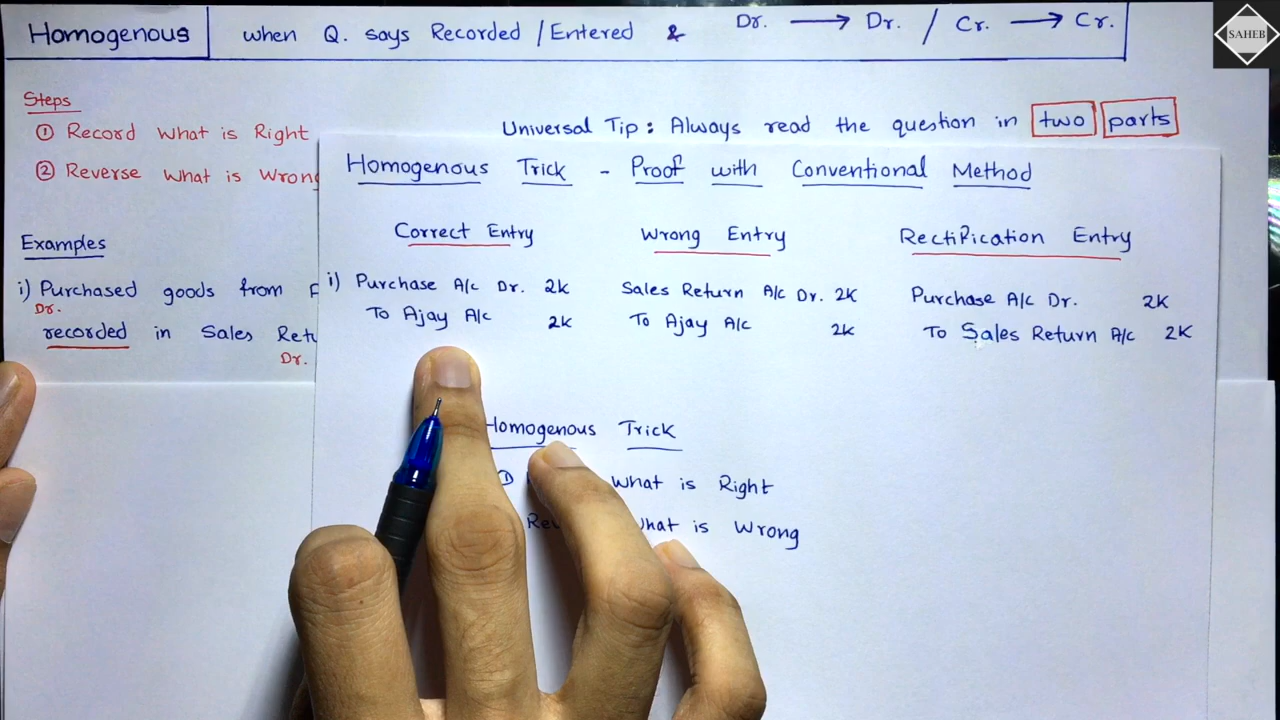 Homogenous when Q. says Recorded / Entered & Dr. → Dr. / Cr. → Cr.
SAHEB
Steps
① Record What is Right
② Reverse What is Wrong
Universal Tip : Always read the question in two parts
Examples
i) Purchased goods from
Dr.
recorded in Sales Retu
Dr.
Homogenous Trick - Proof with Conventional Method
Correct Entry Wrong Entry Rectification Entry
i) Purchase A/c Dr. 2K Sales Return A/c Dr. 2K Purchase A/c Dr. 2K
To Ajay A/c 2K To Ajay A/c 2K To Sales Return A/c 2K
Homogenous Trick
① What is Right
Rev What is Wrong